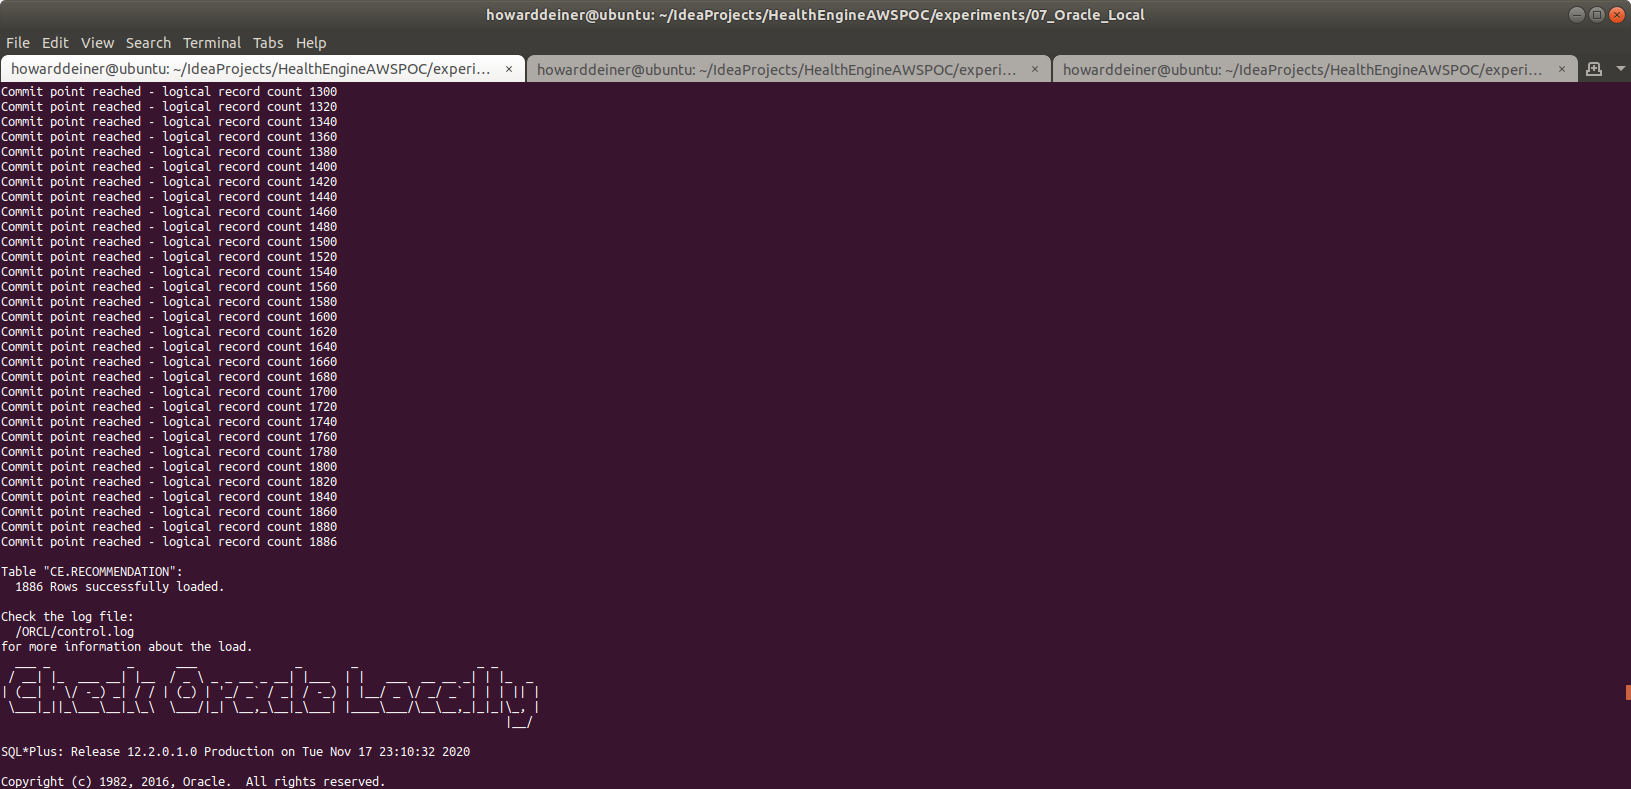 howarddeiner@ubuntu: ~/IdeaProjects/HealthEngineAWSPOC/experiments/07_Oracle_Local
File Edit View Search Terminal Tabs Help
howarddeiner@ubuntu: ~/IdeaProjects/HealthEngineAWSPOC/experi... × howarddeiner@ubuntu: ~/IdeaProjects/HealthEngineAWSPOC/experi... × howarddeiner@ubuntu: ~/IdeaProjects/HealthEngineAWSPOC/experi... ×
Commit point reached - logical record count 1300
Commit point reached - logical record count 1320
Commit point reached - logical record count 1340
Commit point reached - logical record count 1360
Commit point reached - logical record count 1380
Commit point reached - logical record count 1400
Commit point reached - logical record count 1420
Commit point reached - logical record count 1440
Commit point reached - logical record count 1460
Commit point reached - logical record count 1480
Commit point reached - logical record count 1500
Commit point reached - logical record count 1520
Commit point reached - logical record count 1540
Commit point reached - logical record count 1560
Commit point reached - logical record count 1580
Commit point reached - logical record count 1600
Commit point reached - logical record count 1620
Commit point reached - logical record count 1640
Commit point reached - logical record count 1660
Commit point reached - logical record count 1680
Commit point reached - logical record count 1700
Commit point reached - logical record count 1720
Commit point reached - logical record count 1740
Commit point reached - logical record count 1760
Commit point reached - logical record count 1780
Commit point reached - logical record count 1800
Commit point reached - logical record count 1820
Commit point reached - logical record count 1840
Commit point reached - logical record count 1860
Commit point reached - logical record count 1880
Commit point reached - logical record count 1886
Table "CE.RECOMMENDATION":
1886 Rows successfully loaded.
Check the log file:
/ORCL/control.log
for more information about the load.
Check Oracle Locally
SQL*Plus: Release 12.2.0.1.0 Production on Tue Nov 17 23:10:32 2020
Copyright (c) 1982, 2016, Oracle.  All rights reserved.